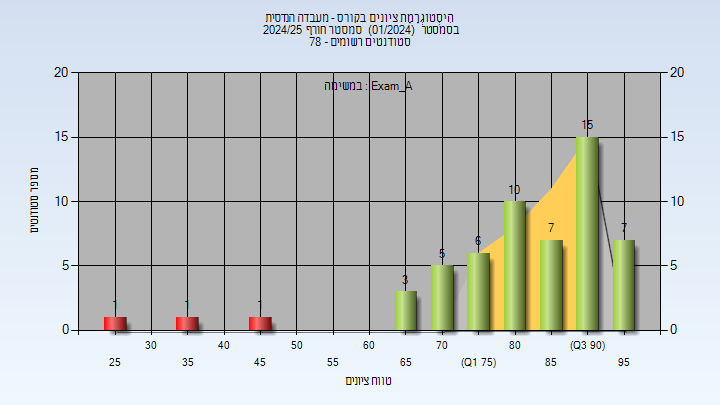 היסטוגרמת ציונים בקורס - מעבדה הנדסית
בסמסטר (01/2024) סמסטר חורף 2024/25
סטודנטים רשומים - 78
במשימה : Exam_A
מספר סטודנטים
20 20
15 15
10 10
5 5
0 0
1 1 1 3 5 6 10 7 15 7
30 40 50 60 70 80 (Q3 90)
25 35 45 55 65 (Q1 75) 85 95
טווח ציונים